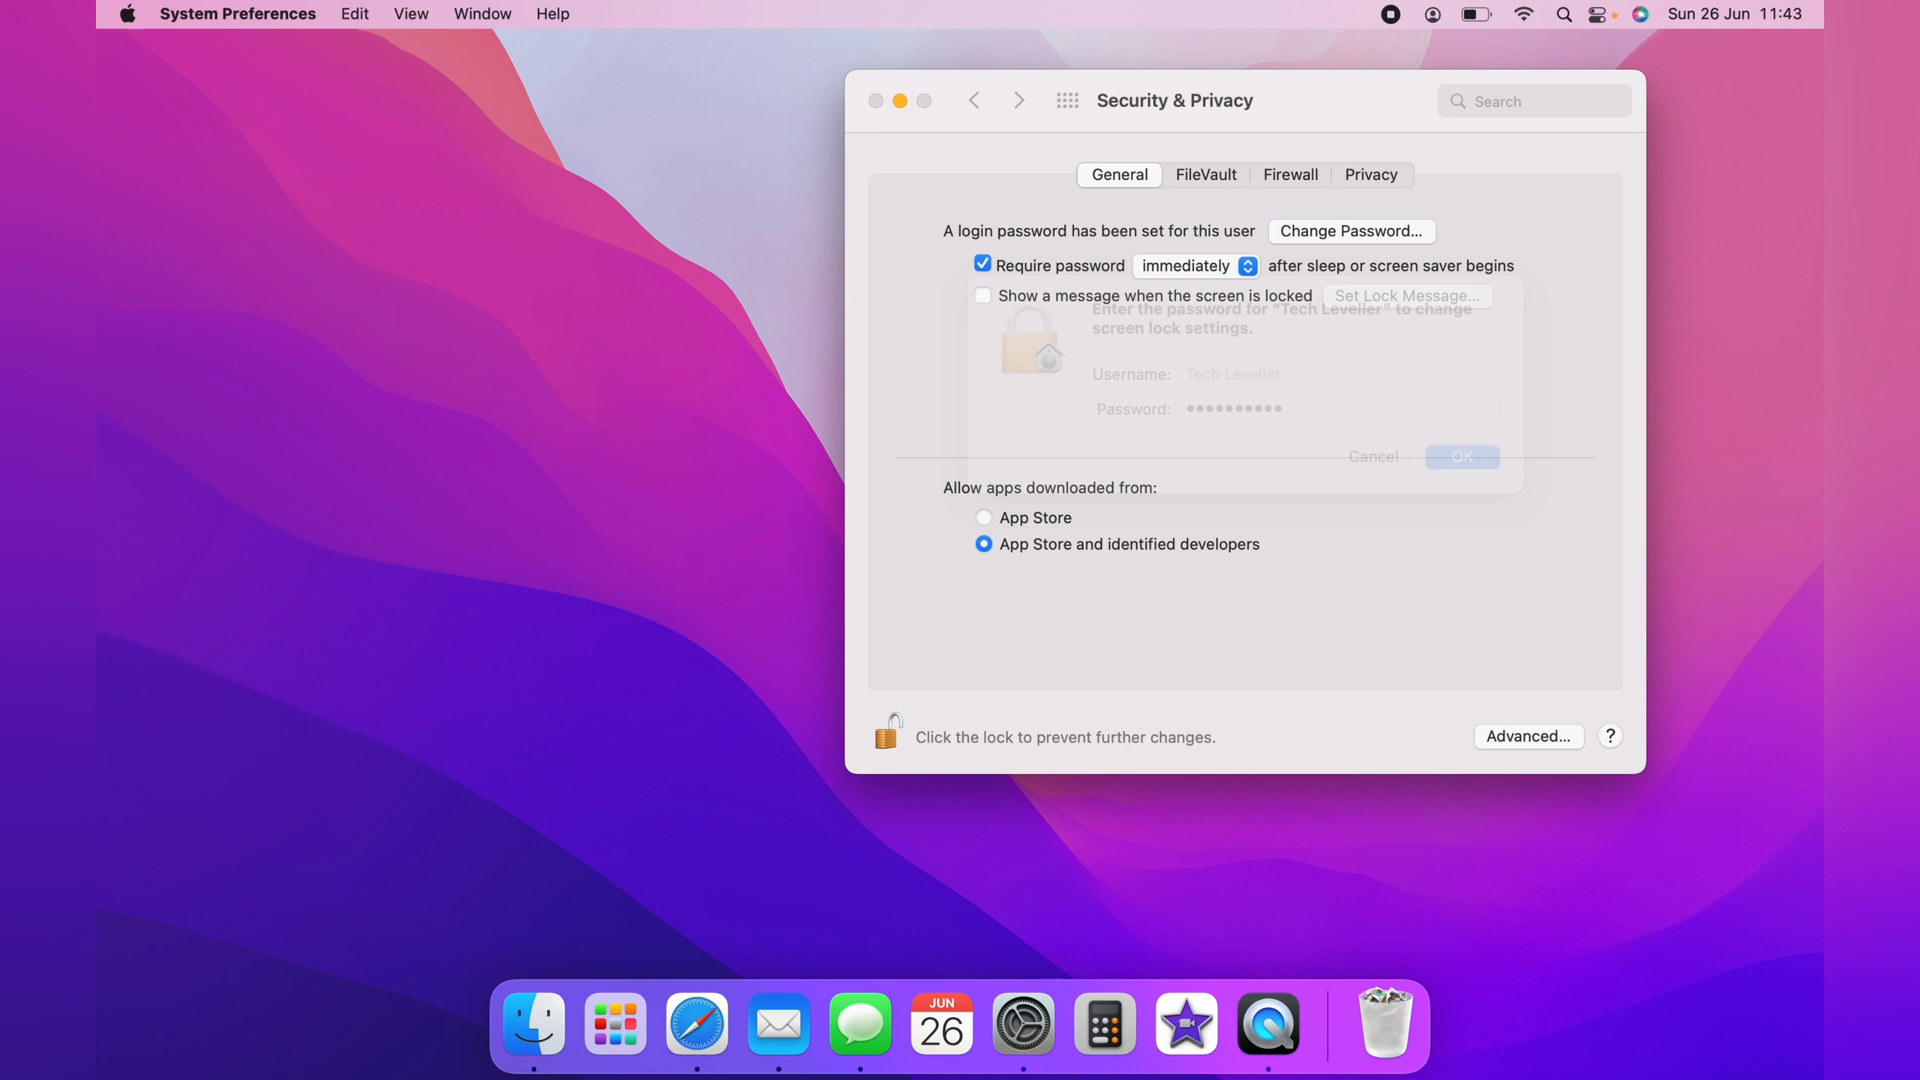 System Preferences Edit View Window Help Sun 26 Jun 11:43
Security & Privacy Search
General FileVault Firewall Privacy
A login password has been set for this user Change Password...
Require password immediately after sleep or screen saver begins
Show a message when the screen is locked Set Lock Message...
Enter the password for “Tech Leveller” to change
screen lock settings.
Username: Tech Leveller
Password: ••••••••••
Cancel OK
Allow apps downloaded from:
App Store
App Store and identified developers
Click the lock to prevent further changes. Advanced... ?
JUN
26